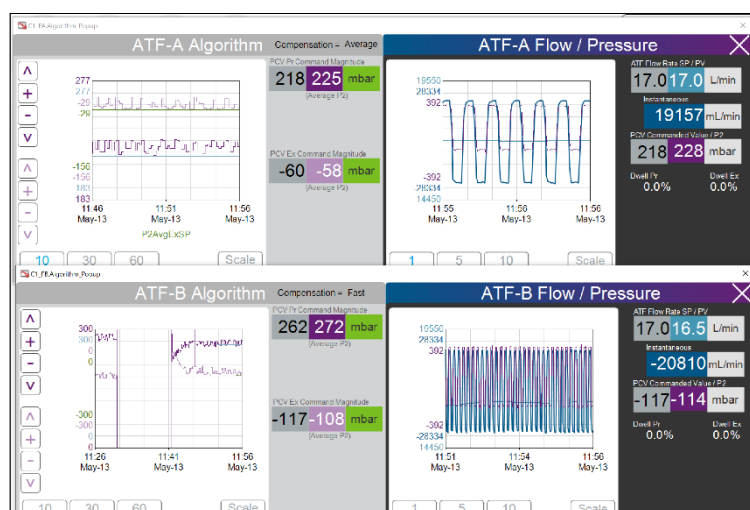 C1_FA.Algorithm_Popup
ATF-A Algorithm
Compensation = Average
ATF-A Flow / Pressure
277
277
-29
-29
-156
-156
183
183
11:46
May-13
11:51
May-13
11:56
May-13
P2AvgExSP
10
30
60
Scale
PCV Pr Command Magnitude
218
225
mbar
(Average P2)
PCV Ex Command Magnitude
-60
-58
mbar
(Average P2)
19550
28334
392
-392
-28334
14450
11:55
May-13
11:56
May-13
11:56
May-13
1
5
10
Scale
ATF Flow Rate SP / PV
17.0
17.0
L/min
Instantaneous
19157
mL/min
PCV Commanded Value / P2
218
228
mbar
Dwell Pr
0.0%
Dwell Ex
0.0%
C1_FB.Algorithm_Popup
ATF-B Algorithm
Compensation = Fast
ATF-B Flow / Pressure
300
300
0
0
-300
-300
0
0
11:26
May-13
11:41
May-13
11:56
May-13
10
30
60
Scale
PCV Pr Command Magnitude
262
272
mbar
(Average P2)
PCV Ex Command Magnitude
-117
-108
mbar
(Average P2)
19550
28334
392
-392
-28334
14450
11:51
May-13
11:54
May-13
11:56
May-13
1
5
10
Scale
ATF Flow Rate SP / PV
17.0
16.5
L/min
Instantaneous
-20810
mL/min
PCV Commanded Value / P2
-117
-114
mbar
Dwell Pr
0.0%
Dwell Ex
0.0%